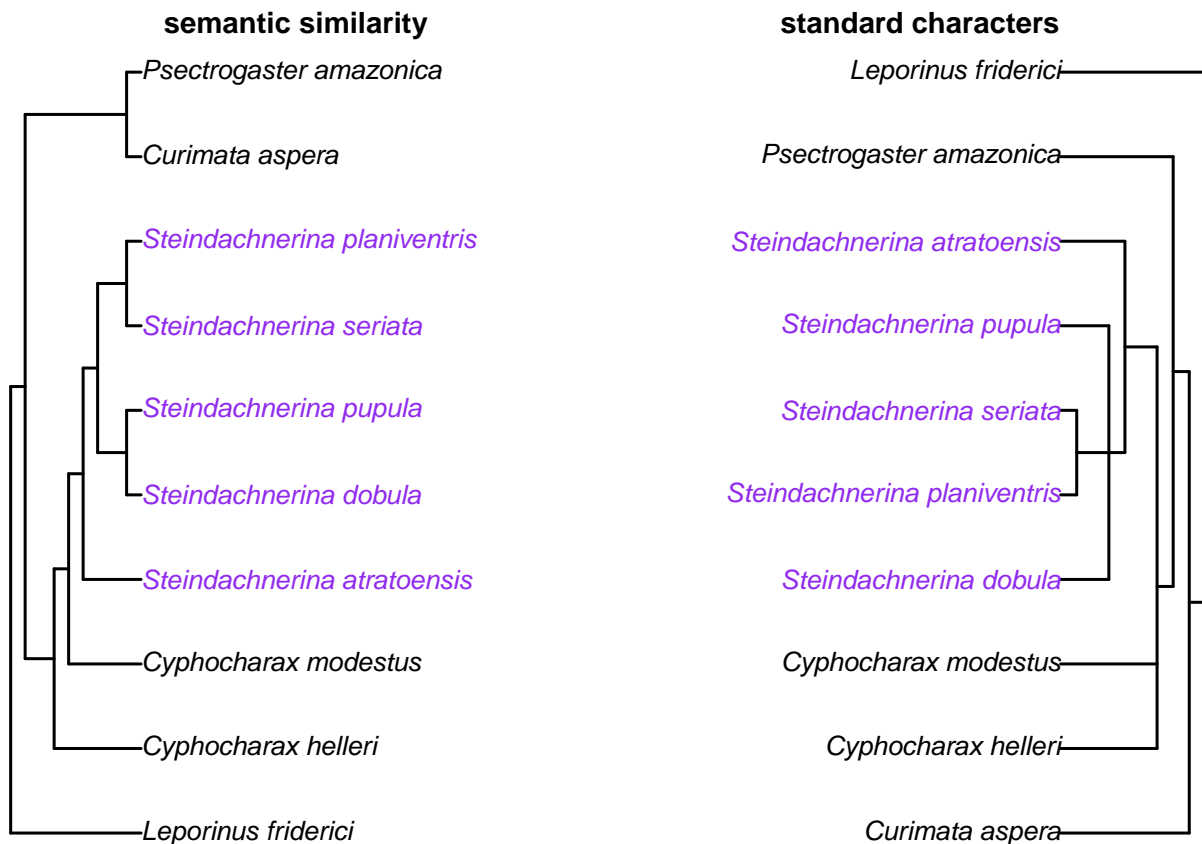 semantic similarity
Psectrogaster amazonica
Curimata aspera
Steindachnerina planiventris
Steindachnerina seriata
Steindachnerina pupula
Steindachnerina dobula
Steindachnerina atratoensis
Cyphocharax modestus
Cyphocharax helleri
Leporinus friderici
standard characters
Leporinus friderici
Psectrogaster amazonica
Steindachnerina atratoensis
Steindachnerina pupula
Steindachnerina seriata
Steindachnerina planiventris
Steindachnerina dobula
Cyphocharax modestus
Cyphocharax helleri
Curimata aspera